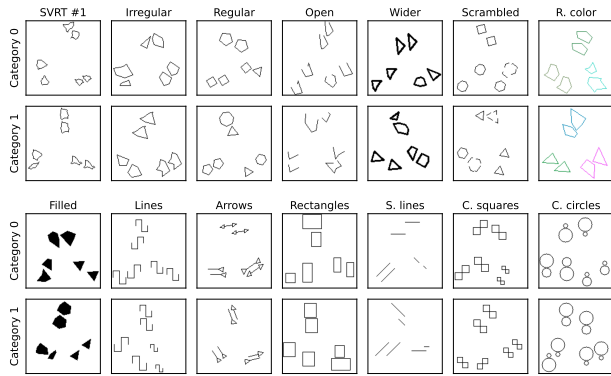 SVRT #1 Irregular Regular Open Wider Scrambled R. color
Category 0
Category 1
Filled Lines Arrows Rectangles S. lines C. squares C. circles
Category 0
Category 1